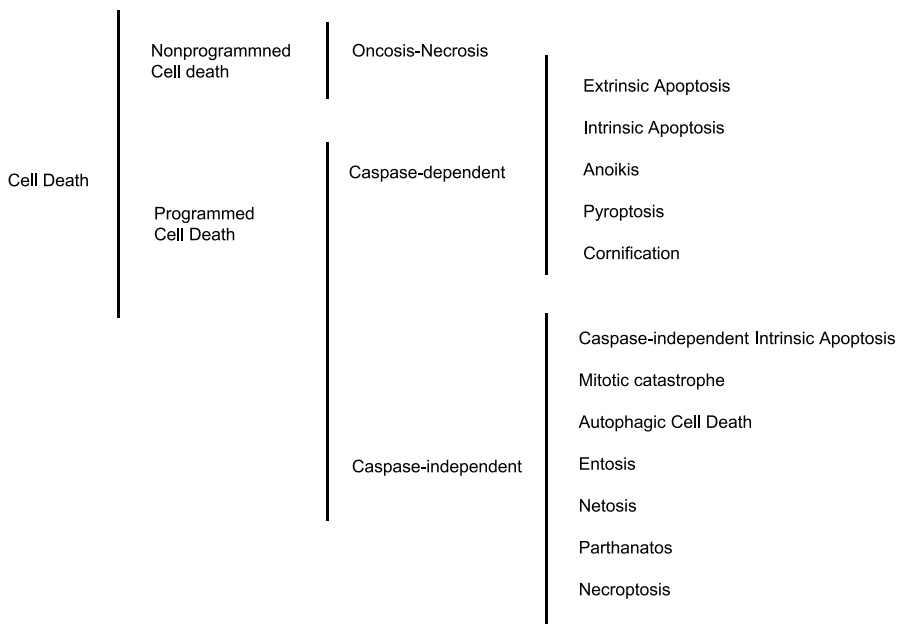 Cell Death
Nonprogrammned
Cell death
Programmed
Cell Death
Oncosis-Necrosis
Caspase-dependent
Caspase-independent
Extrinsic Apoptosis
Intrinsic Apoptosis
Anoikis
Pyroptosis
Cornification
Caspase-independent Intrinsic Apoptosis
Mitotic catastrophe
Autophagic Cell Death
Entosis
Netosis
Parthanatos
Necroptosis